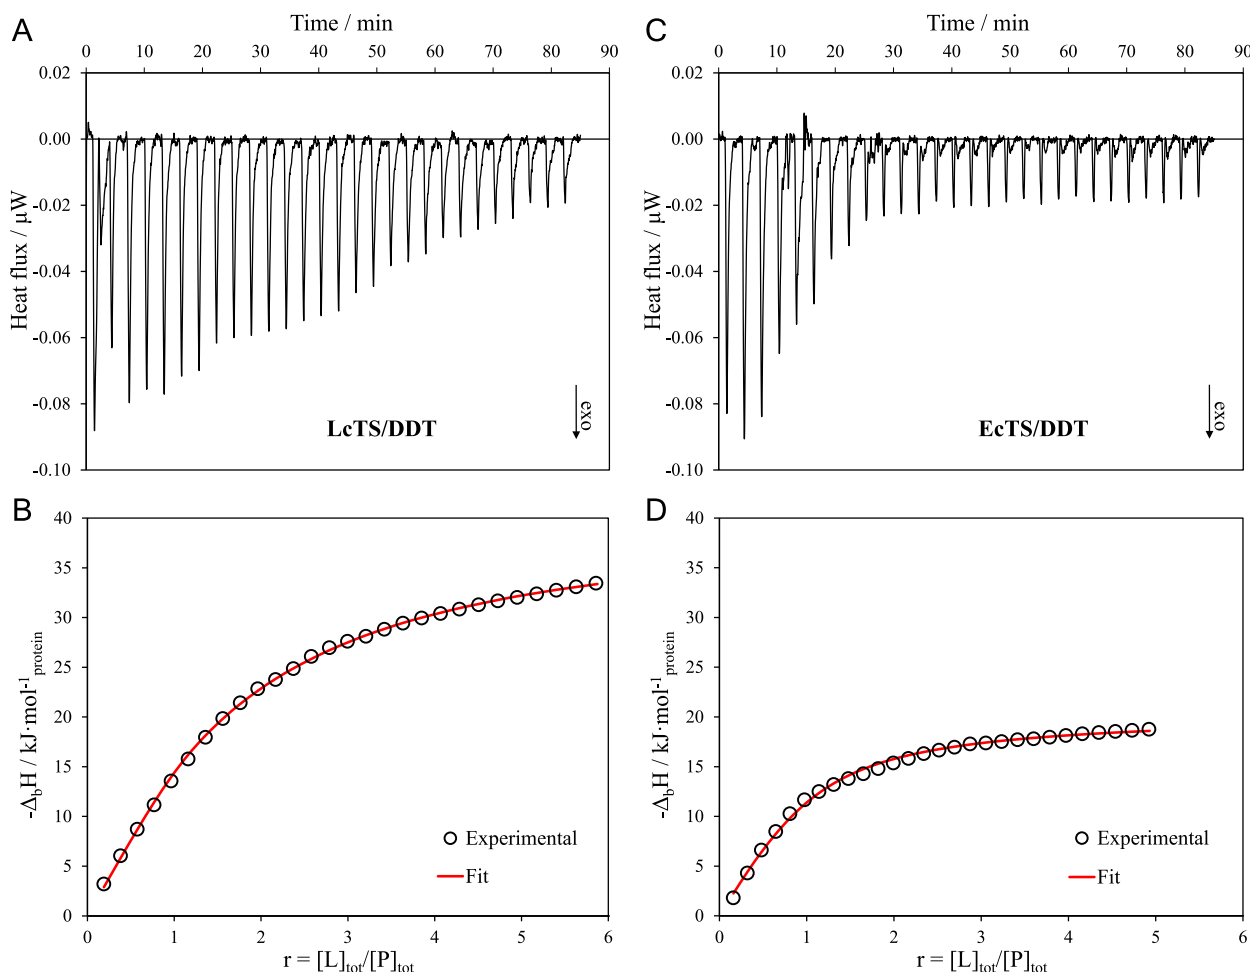 A
Time / min
0 10 20 30 40 50 60 70 80 90
0.02
0.00
-0.02
-0.04
-0.06
-0.08
-0.10
Heat flux / μW
exo
LcTS/DDT
C
Time / min
0 10 20 30 40 50 60 70 80 90
0.02
0.00
-0.02
-0.04
-0.06
-0.08
-0.10
Heat flux / μW
exo
EcTS/DDT
B
40
35
30
25
20
15
10
5
0
-ΔbH / kJ·mol-1protein
Experimental
Fit
0 1 2 3 4 5 6
r = [L]tot/[P]tot
D
40
35
30
25
20
15
10
5
0
-ΔbH / kJ·mol-1protein
Experimental
Fit
0 1 2 3 4 5 6
r = [L]tot/[P]tot